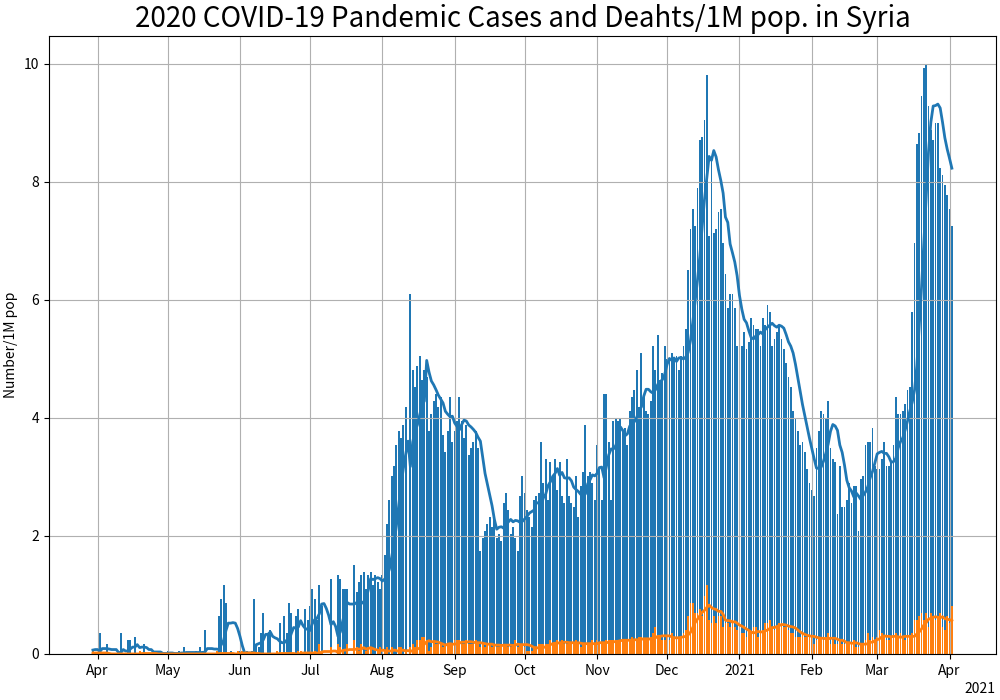 2020 COVID-19 Pandemic Cases and Deahts/1M pop. in Syria
Number/1M pop
10
8
6
4
2
0
Apr May Jun Jul Aug Sep Oct Nov Dec 2021 Feb Mar Apr
2021